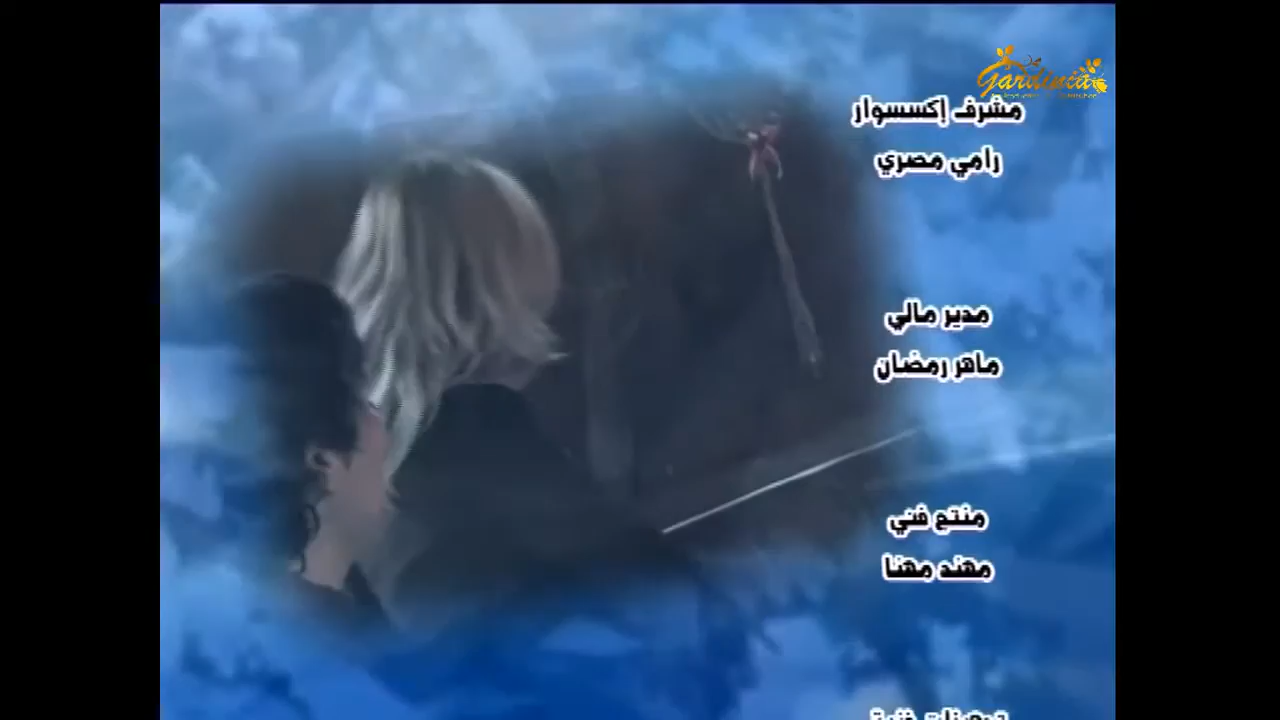 Gardinia
مشرف إكسسوار
رامي مصري
مدير مالي
ماهر رمضان
منتج فني
مهند مهنا